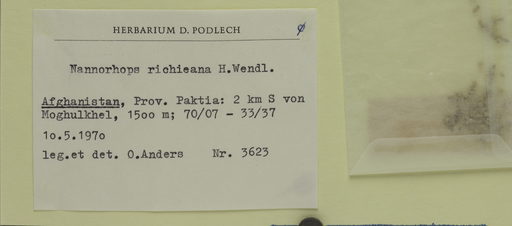 HERBARIUM D. PODLECH
Nannorhops richieana H.Wendl.
Afghanistan, Prov. Paktia: 2 km S von
Moghulkhel, 15oo m; 70/07 - 33/37
1o.5.197o
leg.et det. O.Anders Nr. 3623